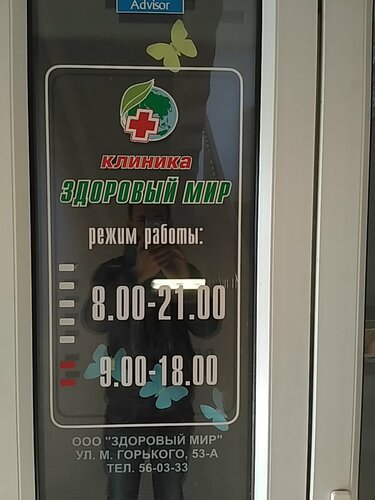 Advisor
КЛИНИКА
ЗДОРОВЫЙ МИР
режим работы:
8.00-21.00
9.00-18.00
ООО "ЗДОРОВЫЙ МИР"
УЛ. М. ГОРЬКОГО, 53-А
ТЕЛ. 56-03-33